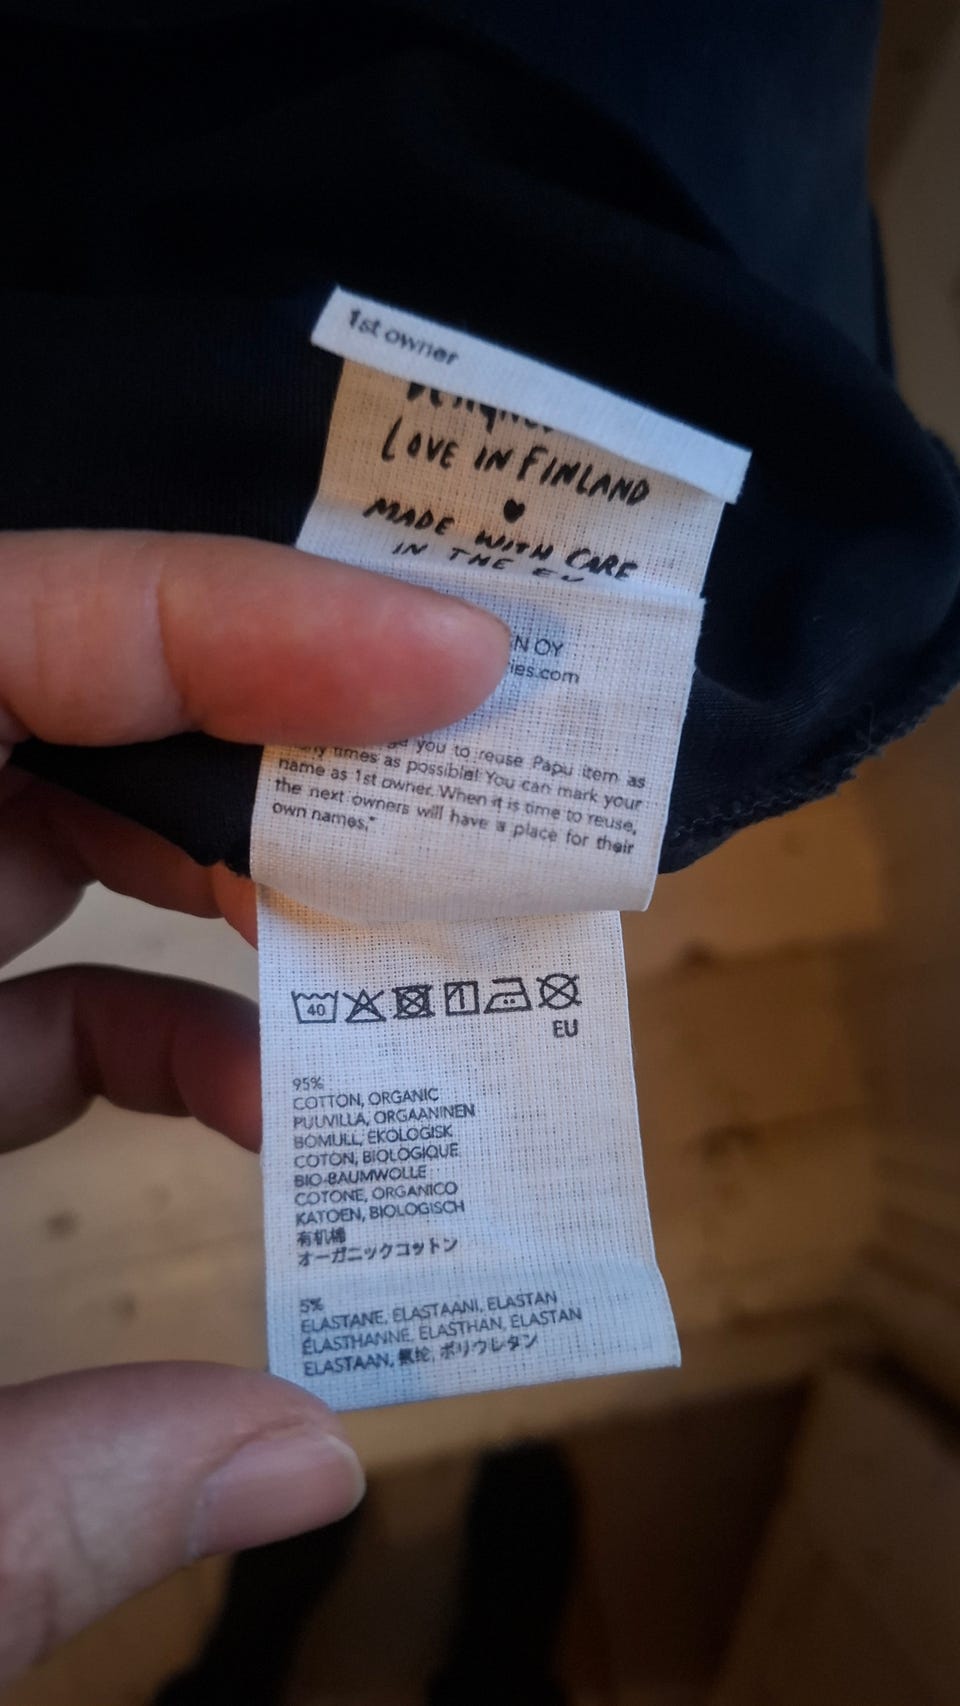 1st owner
LOVE IN FINLAND
♥
MADE WITH CARE
IN THE EU
N OY
ies.com
you to reuse Papu item as
times as possible! You can mark your
name as 1st owner. When it is time to reuse,
the next owners will have a place for their
own names."
40
EU
95%
COTTON, ORGANIC
PUUVILLA, ORGAANINEN
BOMULL, EKOLOGISK
COTON, BIOLOGIQUE
BIO-BAUMWOLLE
COTONE, ORGANICO
KATOEN, BIOLOGISCH
有机棉
オーガニックコットン
5%
ELASTANE, ELASTAANI, ELASTAN
ÉLASTHANNE, ELASTHAN, ELASTAN
ELASTAAN, 氨纶, ポリウレタン